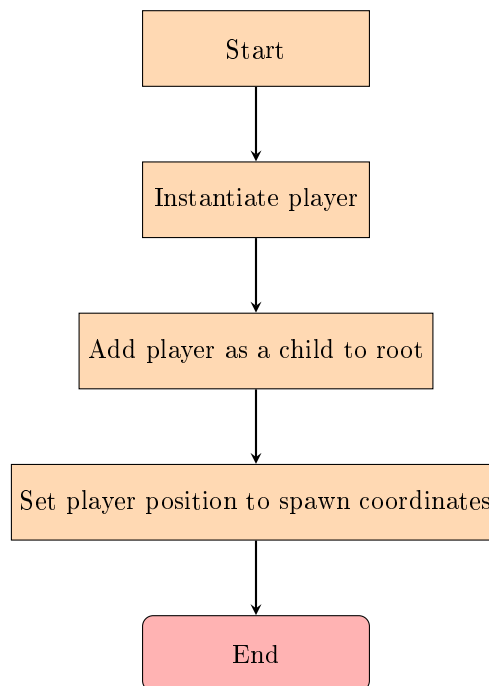 Start
Instantiate player
Add player as a child to root
Set player position to spawn coordinates
End